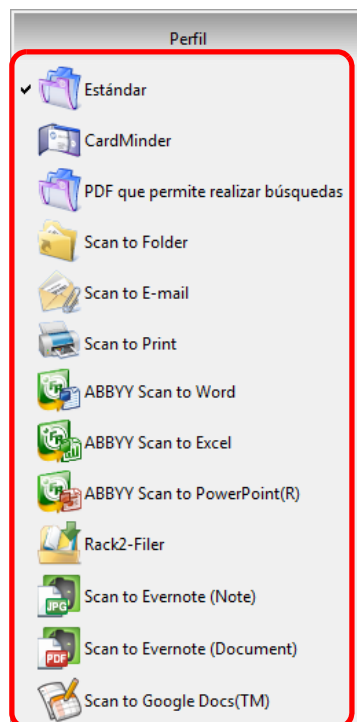 Perfil
Estándar
CardMinder
PDF que permite realizar búsquedas
Scan to Folder
Scan to E-mail
Scan to Print
ABBYY Scan to Word
ABBYY Scan to Excel
ABBYY Scan to PowerPoint(R)
Rack2-Filer
JPG Scan to Evernote (Note)
PDF Scan to Evernote (Document)
Scan to Google Docs(TM)